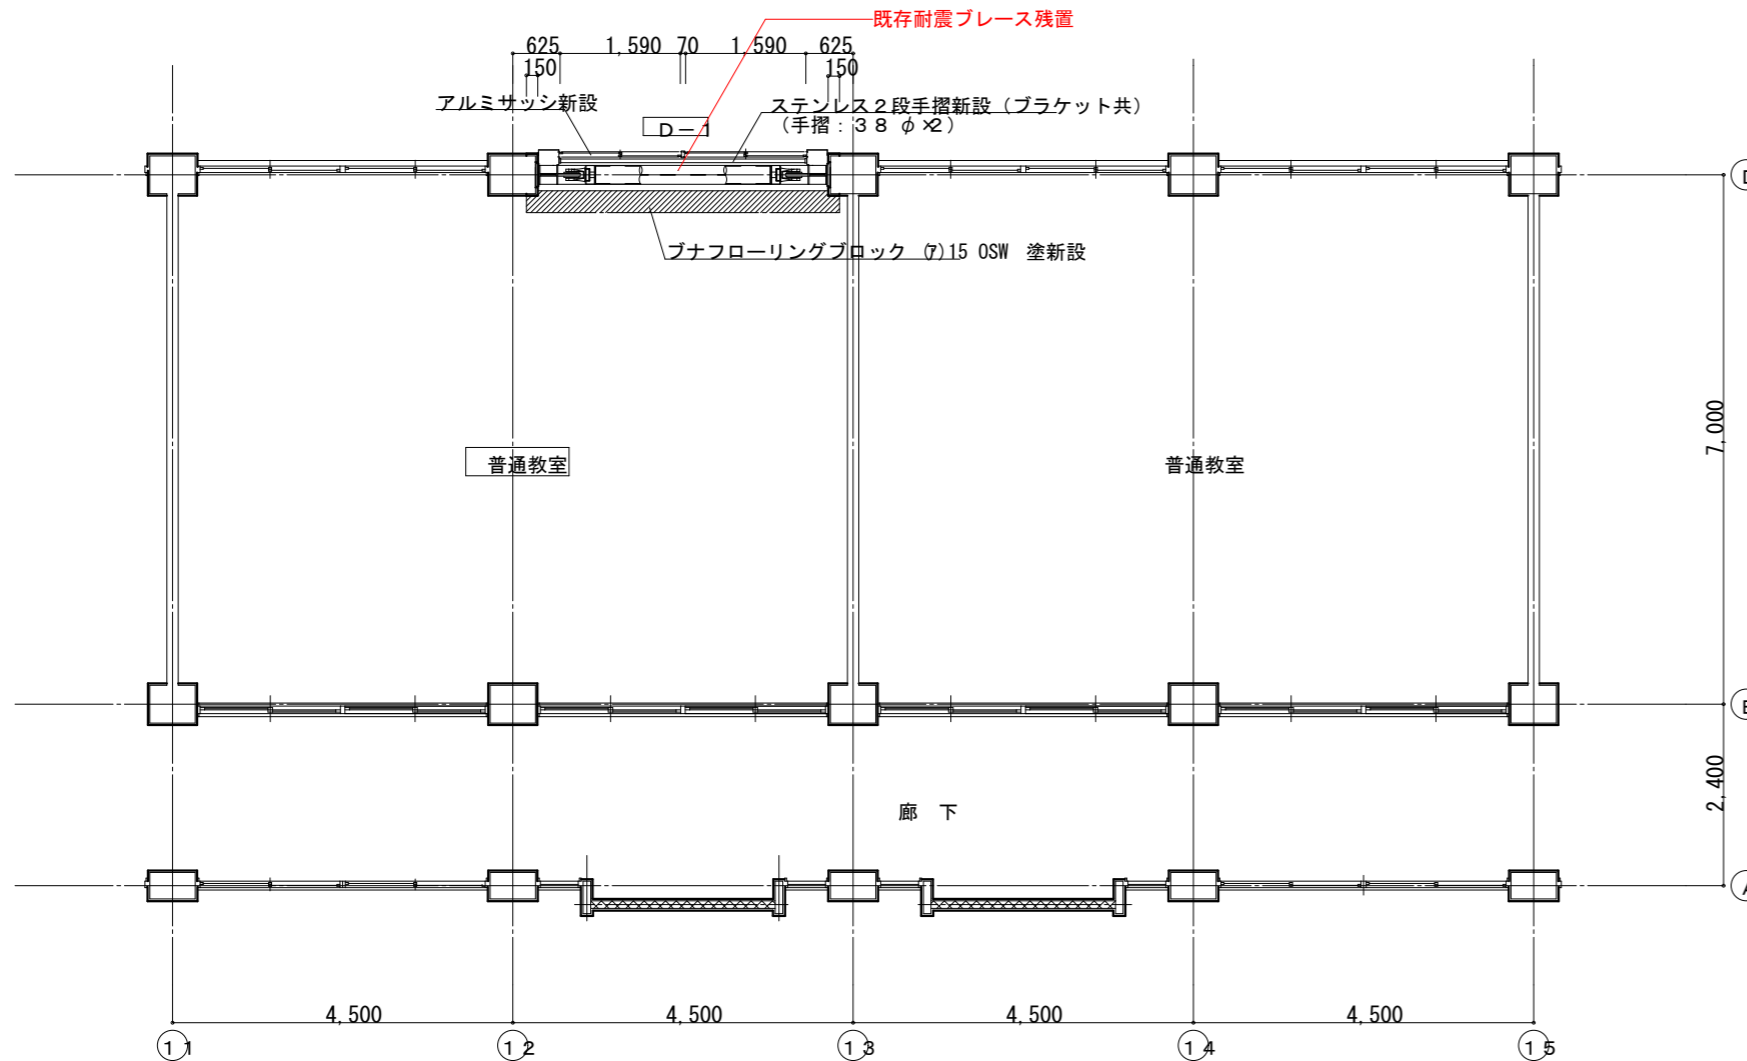 既存耐震ブレース残置
625 1,590 70 1,590 625
150 150
アルミサッシ新設
ステンレス2段手摺新設（ブラケット共）
（手摺：38φ×2）
D－1
D
ブナフローリングブロック (ｱ)15 OSW 塗新設
7,000
普通教室 普通教室
B
2,400
廊 下
A
4,500 4,500 4,500 4,500
11 12 13 14 15